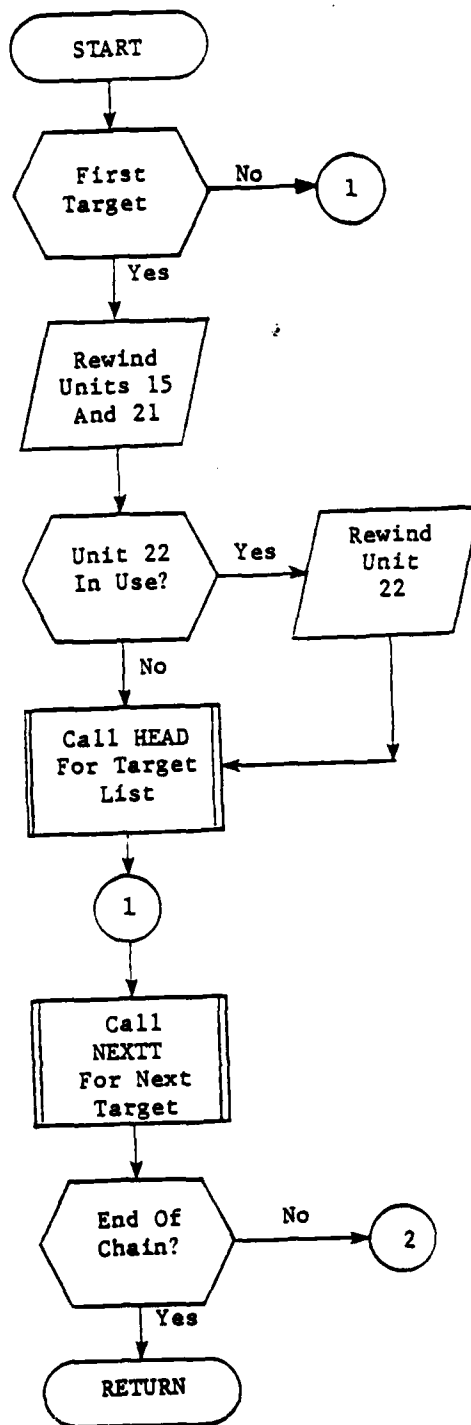 START
First
Target
No
1
Yes
Rewind
Units 15
And 21
Unit 22
In Use?
Yes
Rewind
Unit
22
No
Call HEAD
For Target
List
1
Call
NEXTT
For Next
Target
End Of
Chain?
No
2
Yes
RETURN